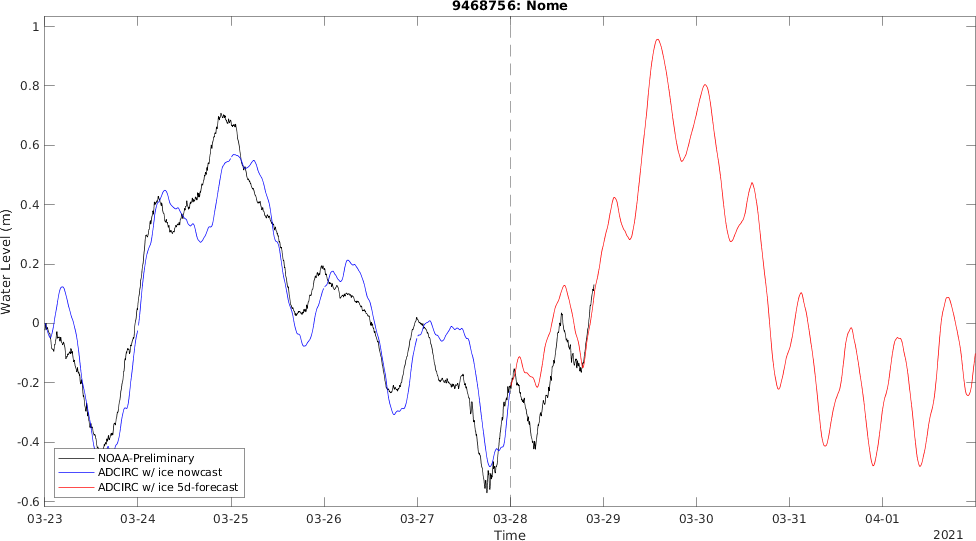 9468756: Nome
Water Level (m)
1
0.8
0.6
0.4
0.2
0
-0.2
-0.4
-0.6
NOAA-Preliminary
ADCIRC w/ ice nowcast
ADCIRC w/ ice 5d-forecast
03-23 03-24 03-25 03-26 03-27 03-28 03-29 03-30 03-31 04-01
Time
2021